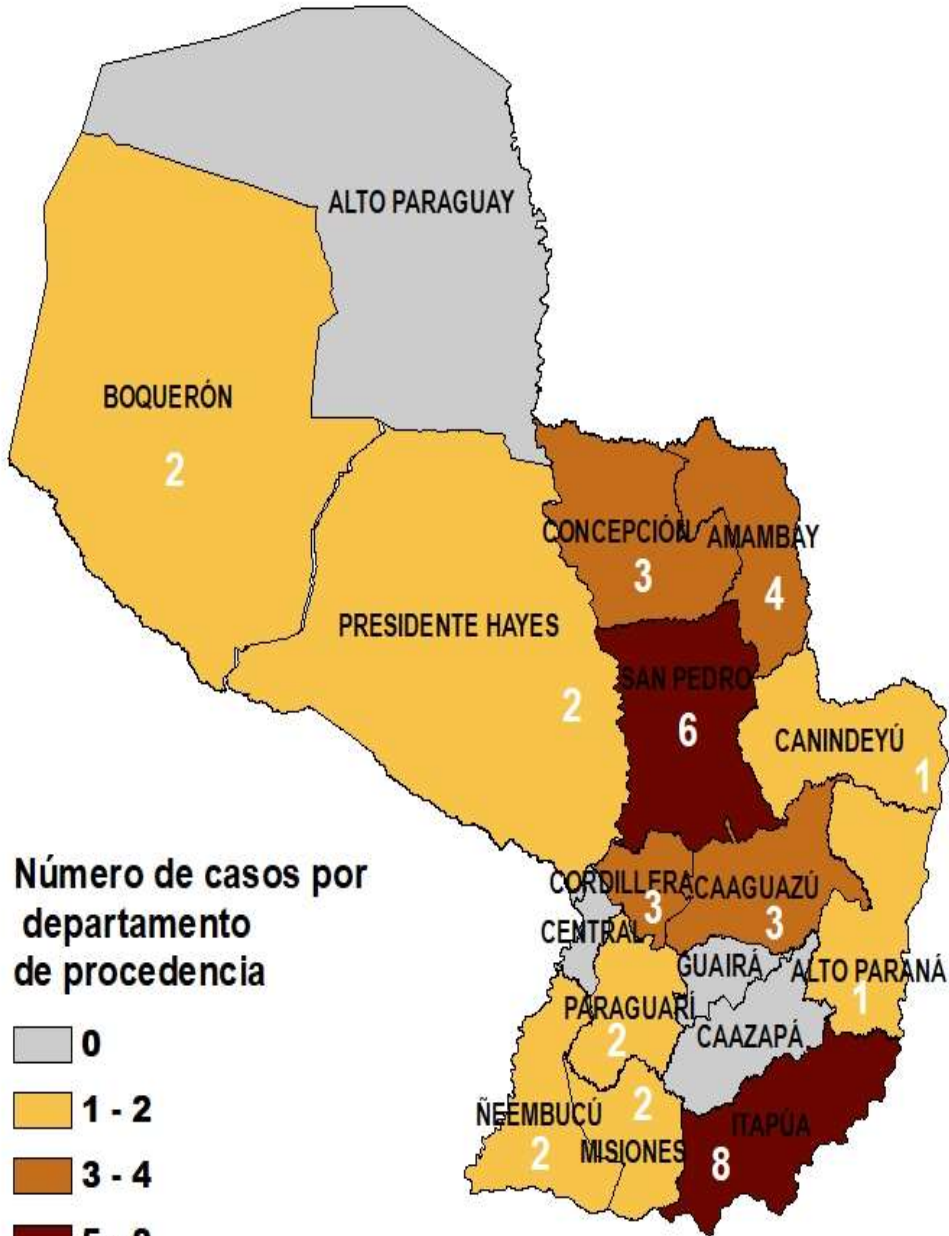 ALTO PARAGUAY
BOQUERÓN
2
CONCEPCIÓN
3
AMAMBAY
4
PRESIDENTE HAYES
2
SAN PEDRO
6
CANINDEYÚ
1
CORDILLERA
3
CAAGUAZÚ
3
CENTRAL
GUAIRÁ
ALTO PARANÁ
1
PARAGUARÍ
2
CAAZAPÁ
ÑEEMBUCÚ
2
MISIONES
2
ITAPÚA
8
Número de casos por
departamento
de procedencia
0
1 - 2
3 - 4